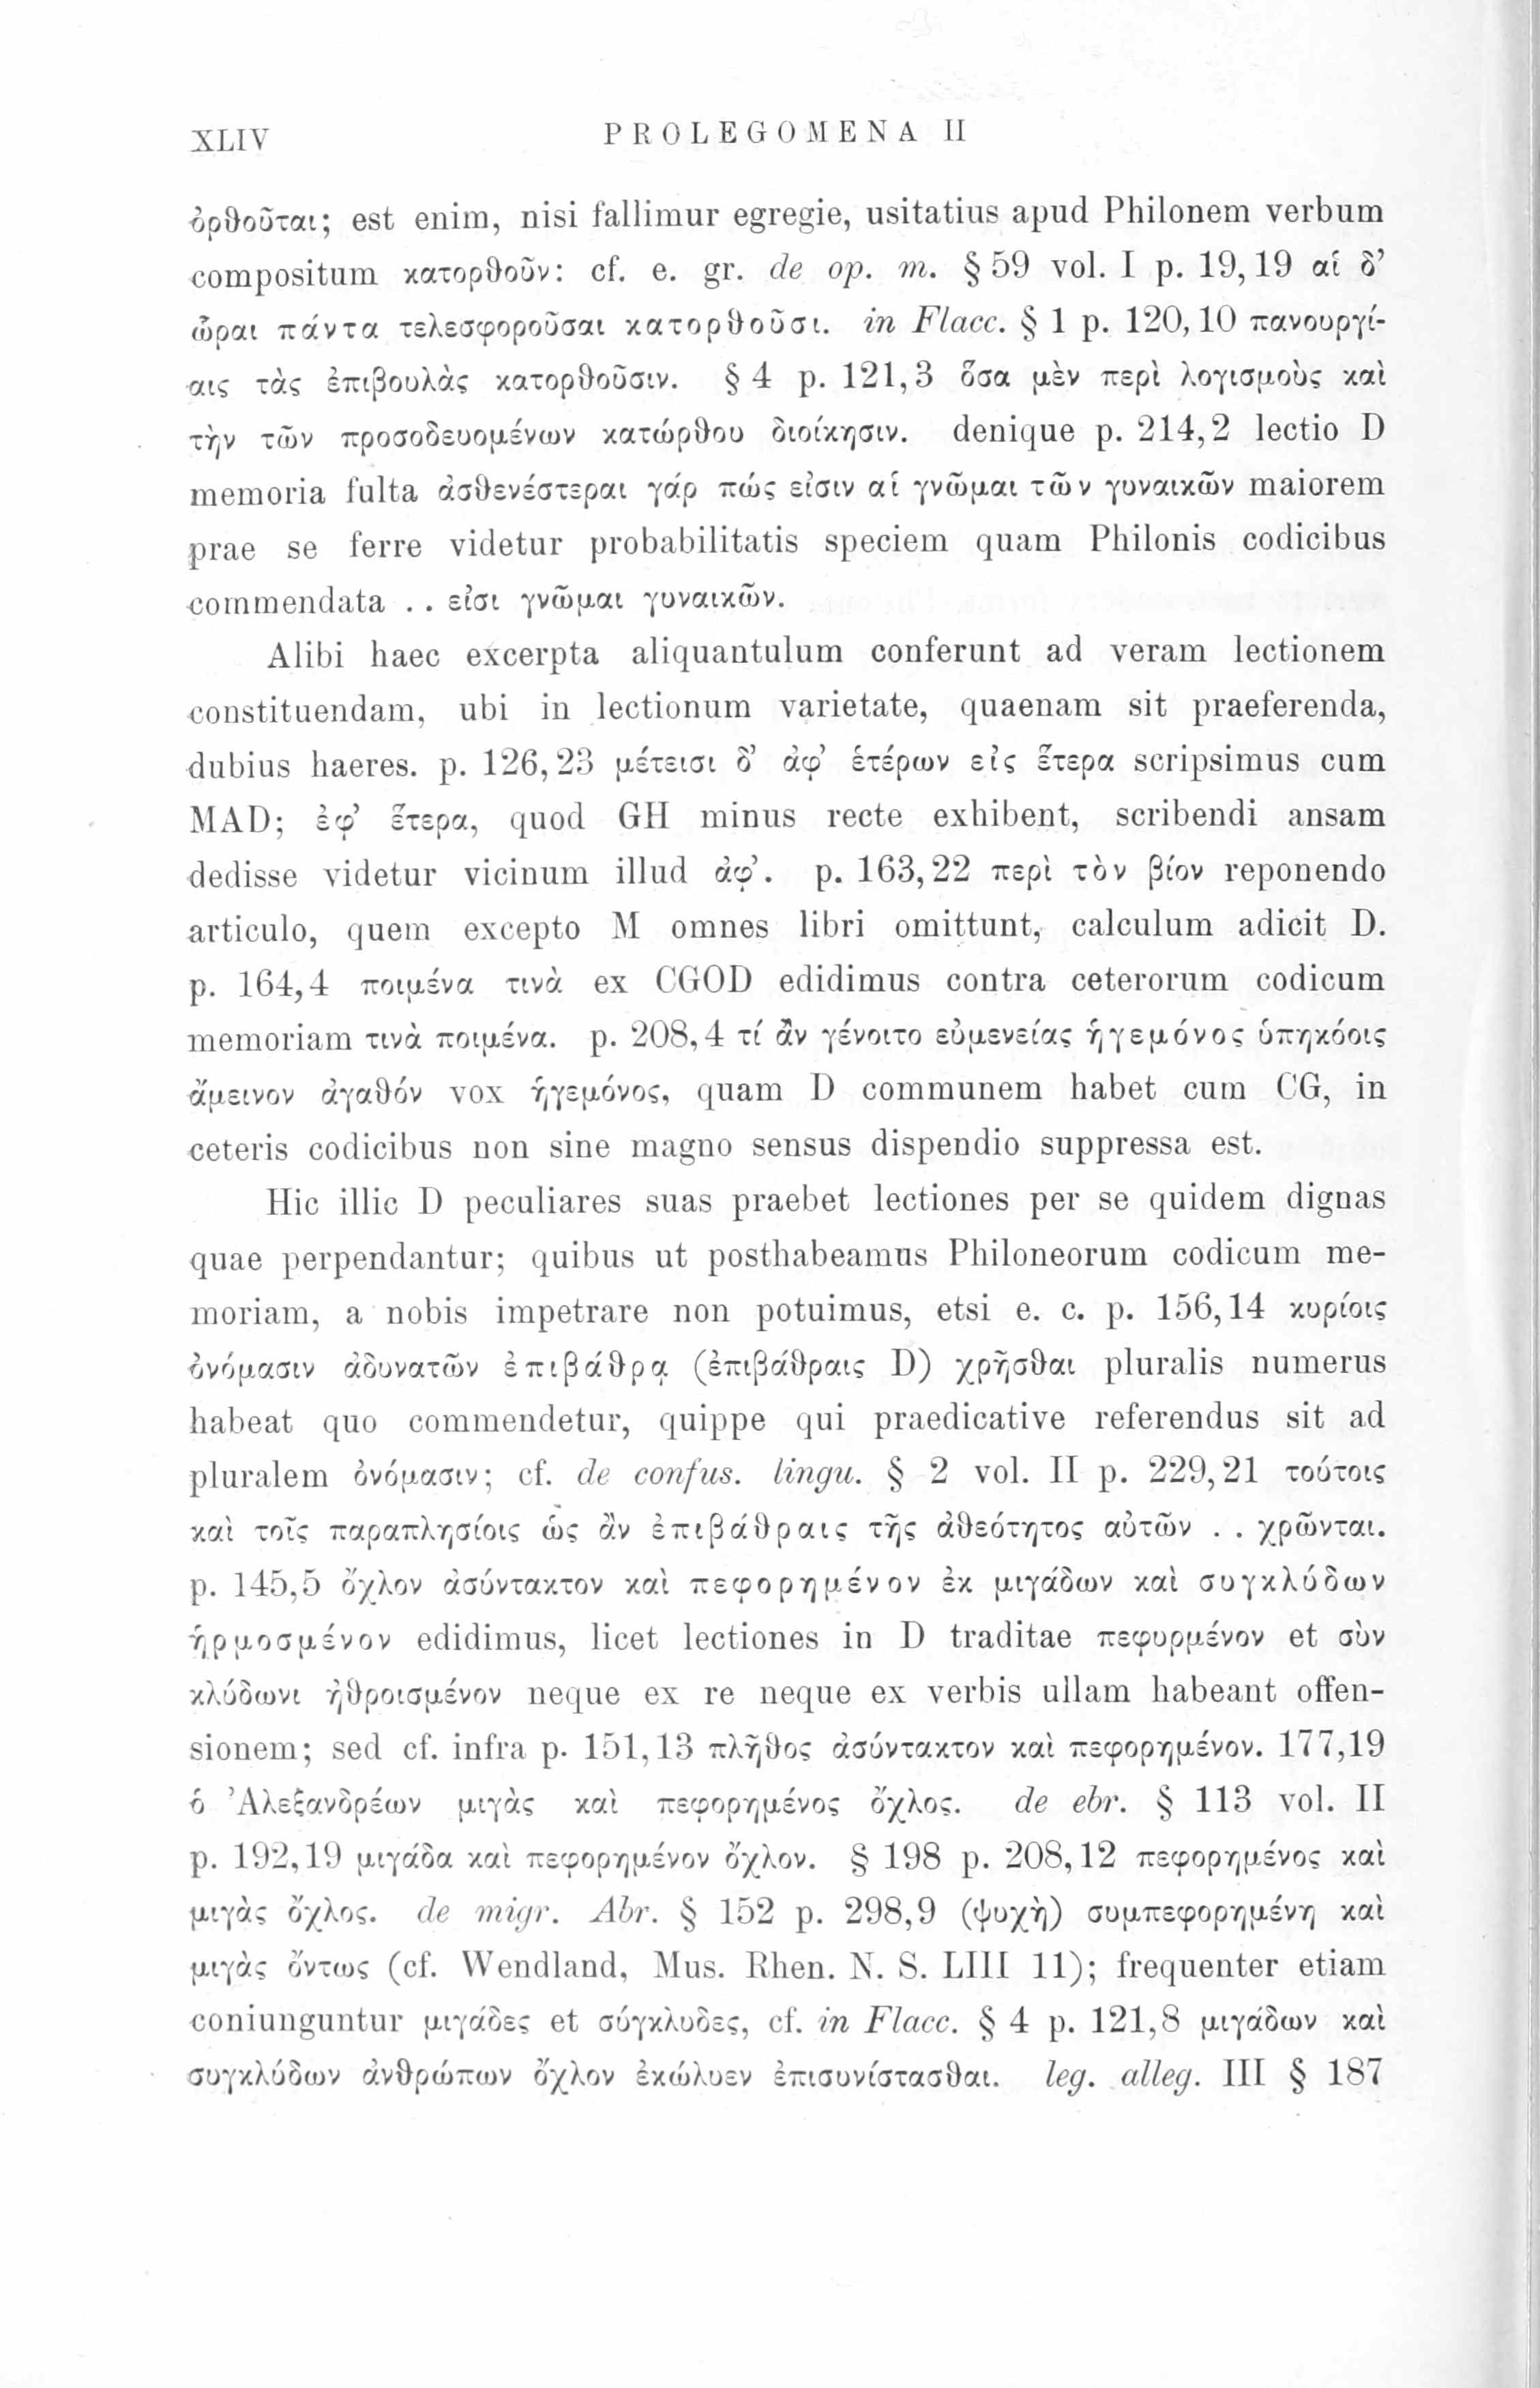 XLIV PROLEGOMENA II
ὀρθοῦται; est enim, nisi fallimur egregie, usitatius apud Philonem verbum
compositum κατορθοῦν: cf. e. gr. de op. m. § 59 vol. I p. 19,19 αἱ δ’
ὧραι πάντα τελεσφοροῦσαι κατορθοῦσι. in Flacc. § 1 p. 120,10 πανουργί-
αις τὰς ἐπιβουλὰς κατορθοῦσιν. § 4 p. 121,3 ὅσα μὲν περὶ λογισμοὺς καὶ
τὴν τῶν προσοδευομένων κατώρθου διοίκησιν. denique p. 214,2 lectio D
memoria fulta ἀσθενέστεραι γάρ πώς εἰσιν αἱ γνῶμαι τῶν γυναικῶν maiorem
prae se ferre videtur probabilitatis speciem quam Philonis codicibus
commendata . . εἰσι γνῶμαι γυναικῶν.
Alibi haec excerpta aliquantulum conferunt ad veram lectionem
constituendam, ubi in lectionum varietate, quaenam sit praeferenda,
dubius haeres. p. 126,23 μέτεισι δ’ ἀφ’ ἑτέρων εἰς ἕτερα scripsimus cum
MAD; ἐφ’ ἕτερα, quod GH minus recte exhibent, scribendi ansam
dedisse videtur vicinum illud ἀφ’. p. 163,22 περὶ τὸν βίον reponendo
articulo, quem excepto M omnes libri omittunt, calculum adicit D.
p. 164,4 ποιμένα τινὰ ex CGOD edidimus contra ceterorum codicum
memoriam τινὰ ποιμένα. p. 208,4 τί ἂν γένοιτο εὐμενείας ἡγεμόνος ὑπηκόοις
ἄμεινον ἀγαθόν vox ἡγεμόνος, quam D communem habet cum CG, in
ceteris codicibus non sine magno sensus dispendio suppressa est.
Hic illic D peculiares suas praebet lectiones per se quidem dignas
quae perpendantur; quibus ut posthabeamus Philoneorum codicum me-
moriam, a nobis impetrare non potuimus, etsi e. c. p. 156,14 κυρίοις
ὀνόμασιν ἀδυνατῶν ἐπιβάθρᾳ (ἐπιβάθραις D) χρῆσθαι pluralis numerus
habeat quo commendetur, quippe qui praedicative referendus sit ad
pluralem ὀνόμασιν; cf. de confus. lingu. § 2 vol. II p. 229,21 τούτοις
καὶ τοῖς παραπλησίοις ὡς ἂν ἐπιβάθραις τῆς ἀθεότητος αὐτῶν . . χρῶνται.
p. 145,5 ὄχλον ἀσύντακτον καὶ πεφορημένον ἐκ μιγάδων καὶ συγκλύδων
ἡρμοσμένον edidimus, licet lectiones in D traditae πεφυρμένον et σὺν
κλύδωνι ἠθροισμένον neque ex re neque ex verbis ullam habeant offen-
sionem; sed cf. infra p. 151,13 πλῆθος ἀσύντακτον καὶ πεφορημένον. 177,19
ὁ Ἀλεξανδρέων μιγὰς καὶ πεφορημένος ὄχλος. de ebr. § 113 vol. II
p. 192,19 μιγάδα καὶ πεφορημένον ὄχλον. § 198 p. 208,12 πεφορημένος καὶ
μιγὰς ὄχλος. de migr. Abr. § 152 p. 298,9 (ψυχὴ) συμπεφορημένη καὶ
μιγὰς ὄντως (cf. Wendland, Mus. Rhen. N. S. LIII 11); frequenter etiam
coniunguntur μιγάδες et σύγκλυδες, cf. in Flacc. § 4 p. 121,8 μιγάδων καὶ
συγκλύδων ἀνθρώπων ὄχλον ἐκώλυεν ἐπισυνίστασθαι. leg. alleg. III § 187